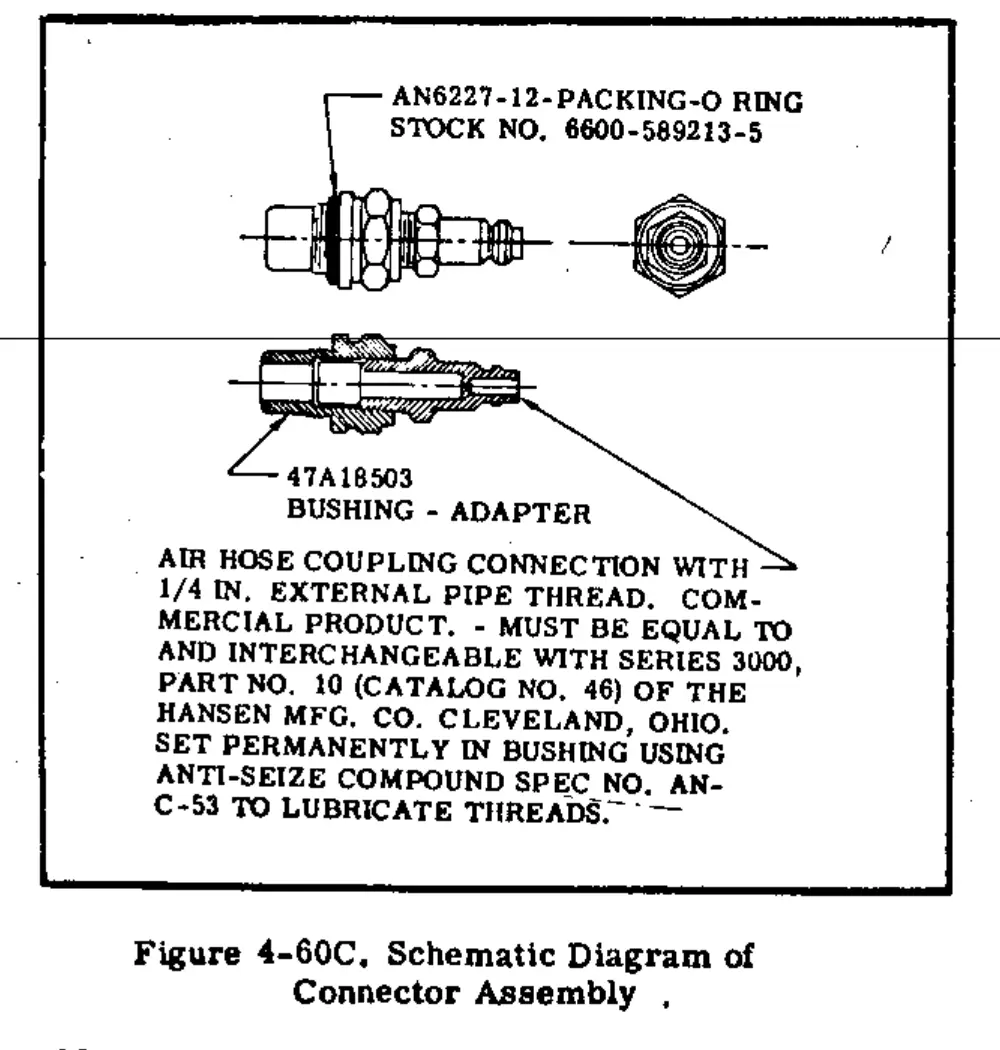 AN6227-12-PACKING-O RING
STOCK NO. 6600-589213-5
47A18503
BUSHING - ADAPTER
AIR HOSE COUPLING CONNECTION WITH
1/4 IN. EXTERNAL PIPE THREAD. COM-
MERCIAL PRODUCT. - MUST BE EQUAL TO
AND INTERCHANGEABLE WITH SERIES 3000,
PART NO. 10 (CATALOG NO. 46) OF THE
HANSEN MFG. CO. CLEVELAND, OHIO.
SET PERMANENTLY IN BUSHING USING
ANTI-SEIZE COMPOUND SPEC NO. AN-
C-53 TO LUBRICATE THREADS.
Figure 4-60C. Schematic Diagram of
Connector Assembly